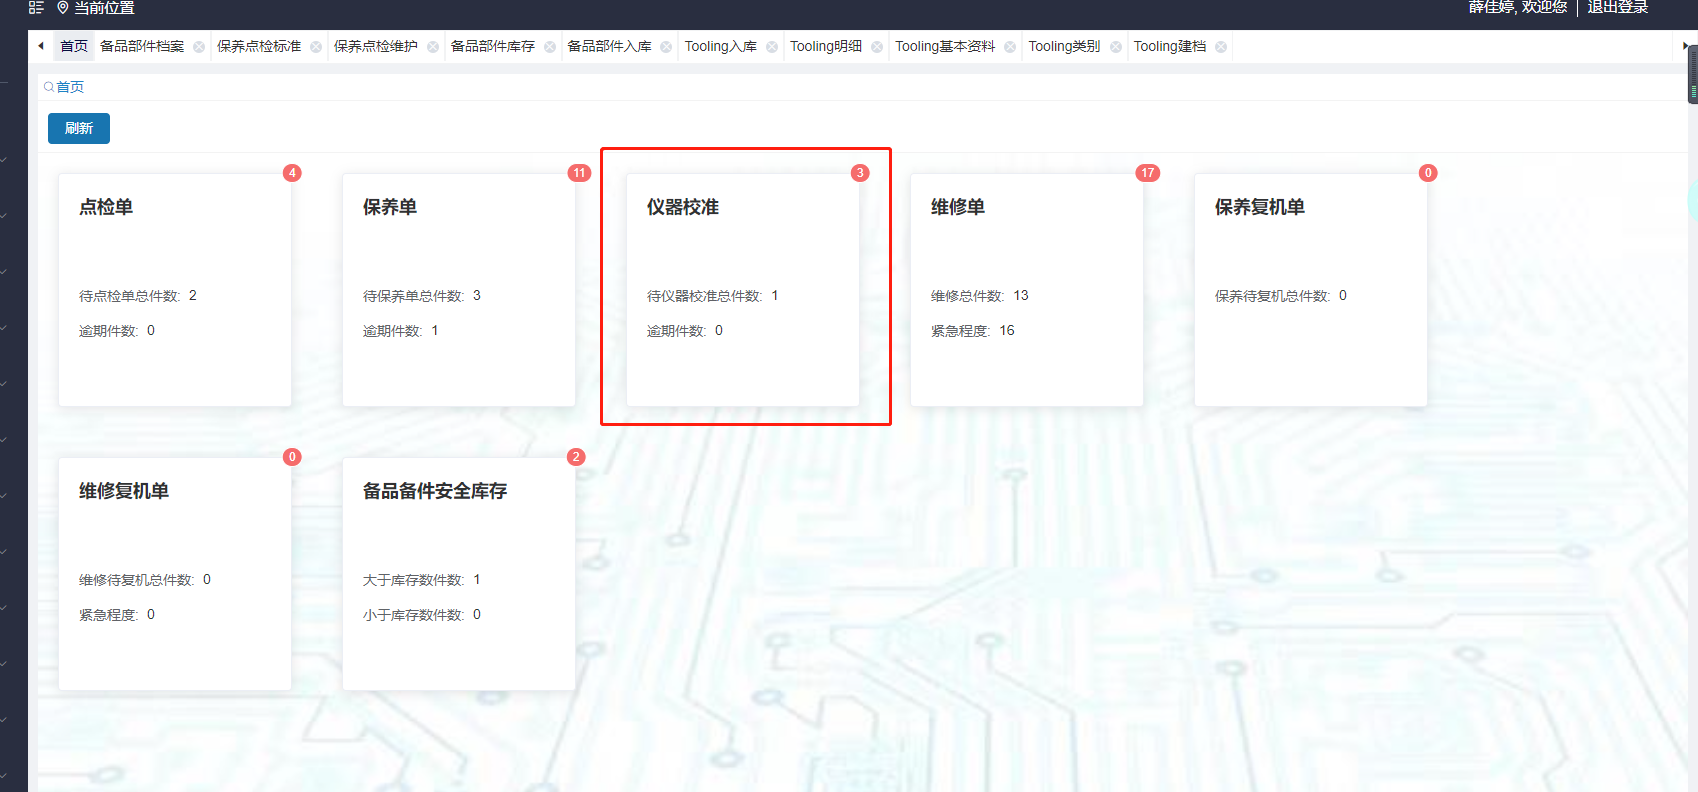 当前位置
薛佳婷, 欢迎您 退出登录
首页 备品部件档案 保养点检标准 保养点检维护 备品部件库存 备品部件入库 Tooling入库 Tooling明细 Tooling基本资料 Tooling类别 Tooling建档
首页
刷新
4
点检单
待点检单总件数: 2
逾期件数: 0
11
保养单
待保养单总件数: 3
逾期件数: 1
3
仪器校准
待仪器校准总件数: 1
逾期件数: 0
17
维修单
维修总件数: 13
紧急程度: 16
0
保养复机单
保养待复机总件数: 0
0
维修复机单
维修待复机总件数: 0
紧急程度: 0
2
备品备件安全库存
大于库存数件数: 1
小于库存数件数: 0